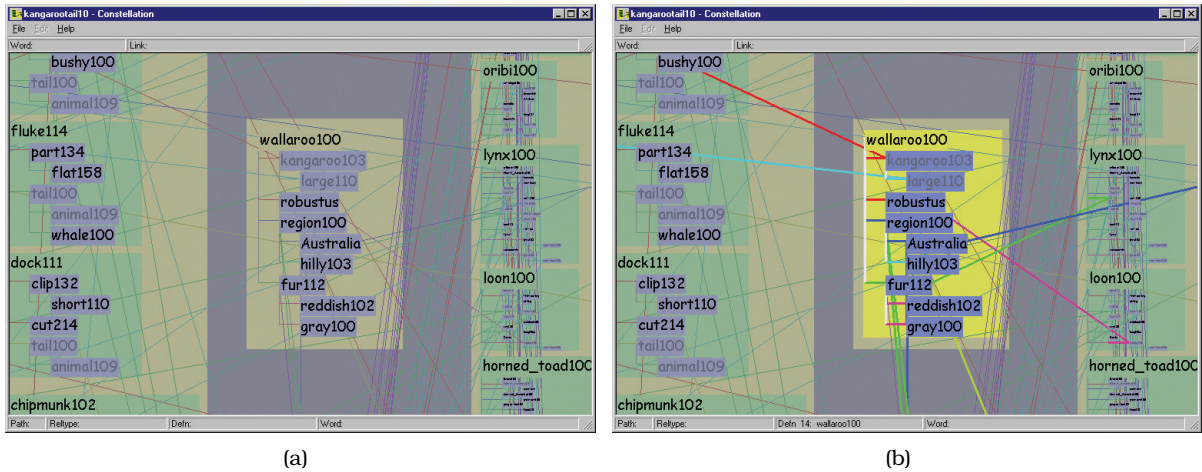 kangarootail10 - Constellation
File Edit Help
Word: Link:
bushy100
tail100
animal109
fluke114
part134
flat158
tail100
animal109
whale100
dock111
clip132
short110
cut214
tail100
animal109
chipmunk102
wallaroo100
kangaroo103
large110
robustus
region100
Australia
hilly103
fur112
reddish102
gray100
oribi100
lynx100
loon100
horned_toad100
Path: Reltype: Defn: Word:
(a)
kangarootail10 - Constellation
File Edit Help
Word: Link:
bushy100
tail100
animal109
fluke114
part134
flat158
tail100
animal109
whale100
dock111
clip132
short110
cut214
tail100
animal109
chipmunk102
wallaroo100
kangaroo103
large110
robustus
region100
Australia
hilly103
fur112
reddish102
gray100
oribi100
lynx100
loon100
horned_toad100
Path: Reltype: Defn 14: wallaroo100 Word:
(b)